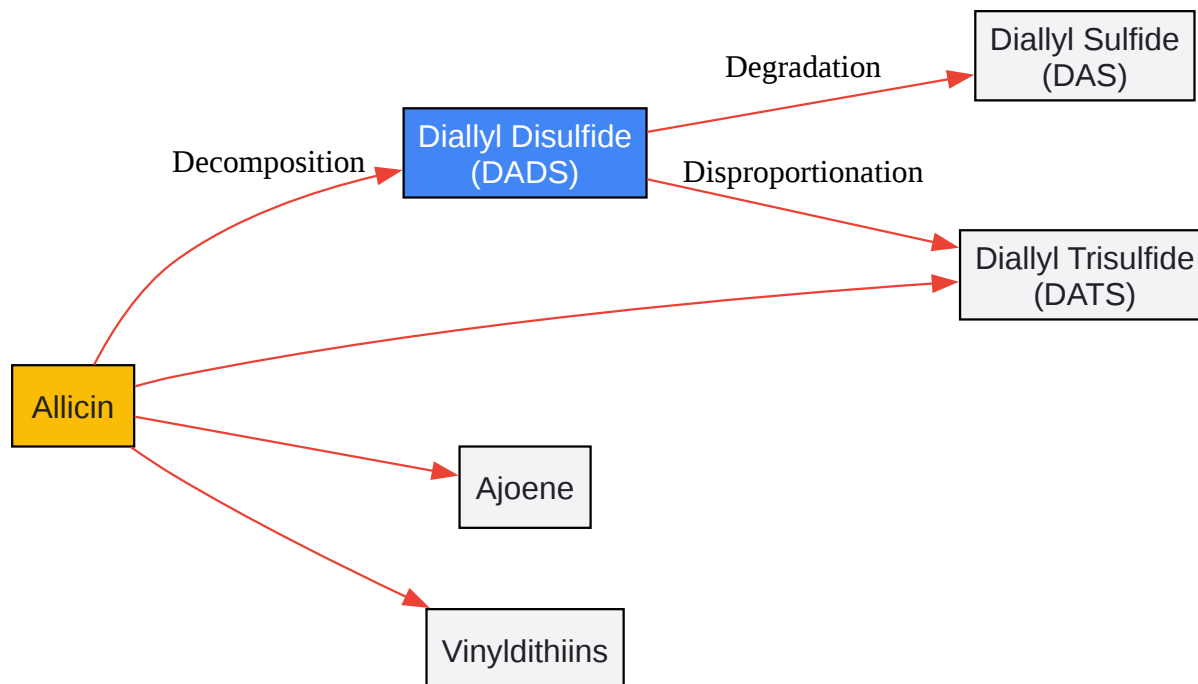 Diallyl Sulfide
(DAS)
Degradation
Diallyl Disulfide
(DADS)
Decomposition
Disproportionation
Diallyl Trisulfide
(DATS)
Allicin
Ajoene
Vinyldithiins